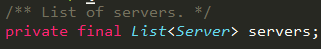 /** List of servers. */
private final List<Server> servers;